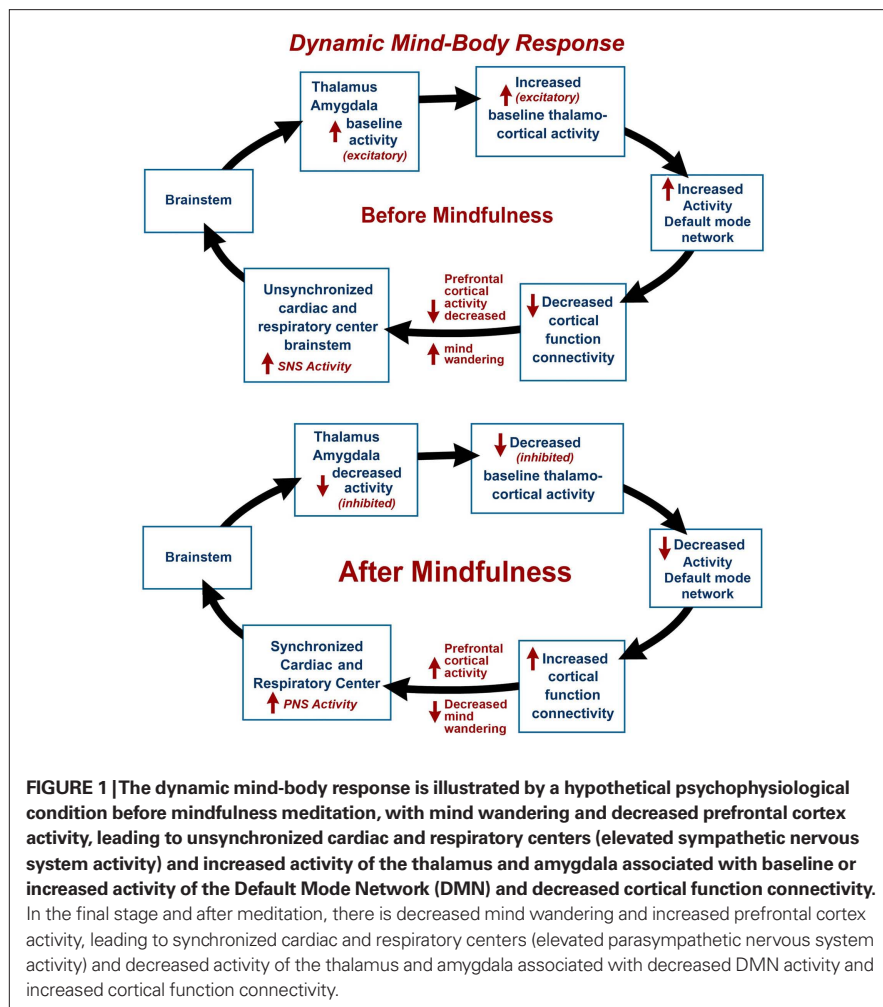 Dynamic Mind-Body Response
Thalamus
Amygdala
baseline
activity
(excitatory)
Increased
(excitatory)
baseline thalamo-
cortical activity
Increased
Activity
Default mode
network
Brainstem
Before Mindfulness
Unsynchronized
cardiac and
respiratory center
brainstem
SNS Activity
Prefrontal
cortical
activity
decreased
mind
wandering
Decreased
cortical
function
connectivity
Thalamus
Amygdala
decreased
activity
(inhibited)
Decreased
(inhibited)
baseline thalamo-
cortical activity
Decreased
Activity
Default mode
network
Brainstem
After Mindfulness
Synchronized
Cardiac and
Respiratory Center
PNS Activity
Prefrontal
cortical
activity
Decreased
mind
wandering
Increased
cortical
function
connectivity
FIGURE 1 | The dynamic mind-body response is illustrated by a hypothetical psychophysiological
condition before mindfulness meditation, with mind wandering and decreased prefrontal cortex
activity, leading to unsynchronized cardiac and respiratory centers (elevated sympathetic nervous
system activity) and increased activity of the thalamus and amygdala associated with baseline or
increased activity of the Default Mode Network (DMN) and decreased cortical function connectivity.
In the final stage and after meditation, there is decreased mind wandering and increased prefrontal cortex
activity, leading to synchronized cardiac and respiratory centers (elevated parasympathetic nervous system
activity) and decreased activity of the thalamus and amygdala associated with decreased DMN activity and
increased cortical function connectivity.